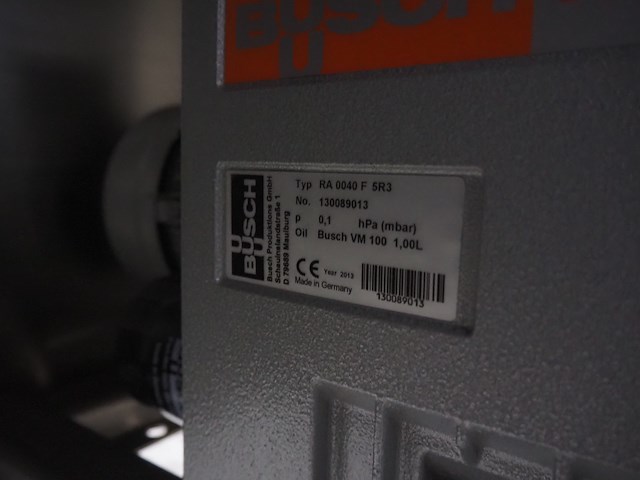 BUSCH
BUSCH
Busch Produktions GmbH
Schauinslandstraße 1
D 79689 Maulburg
Typ RA 0040 F 5R3
No. 130089013
p 0,1 hPa (mbar)
Oil Busch VM 100 1,00L
CE Year 2013
Made in Germany
130089013